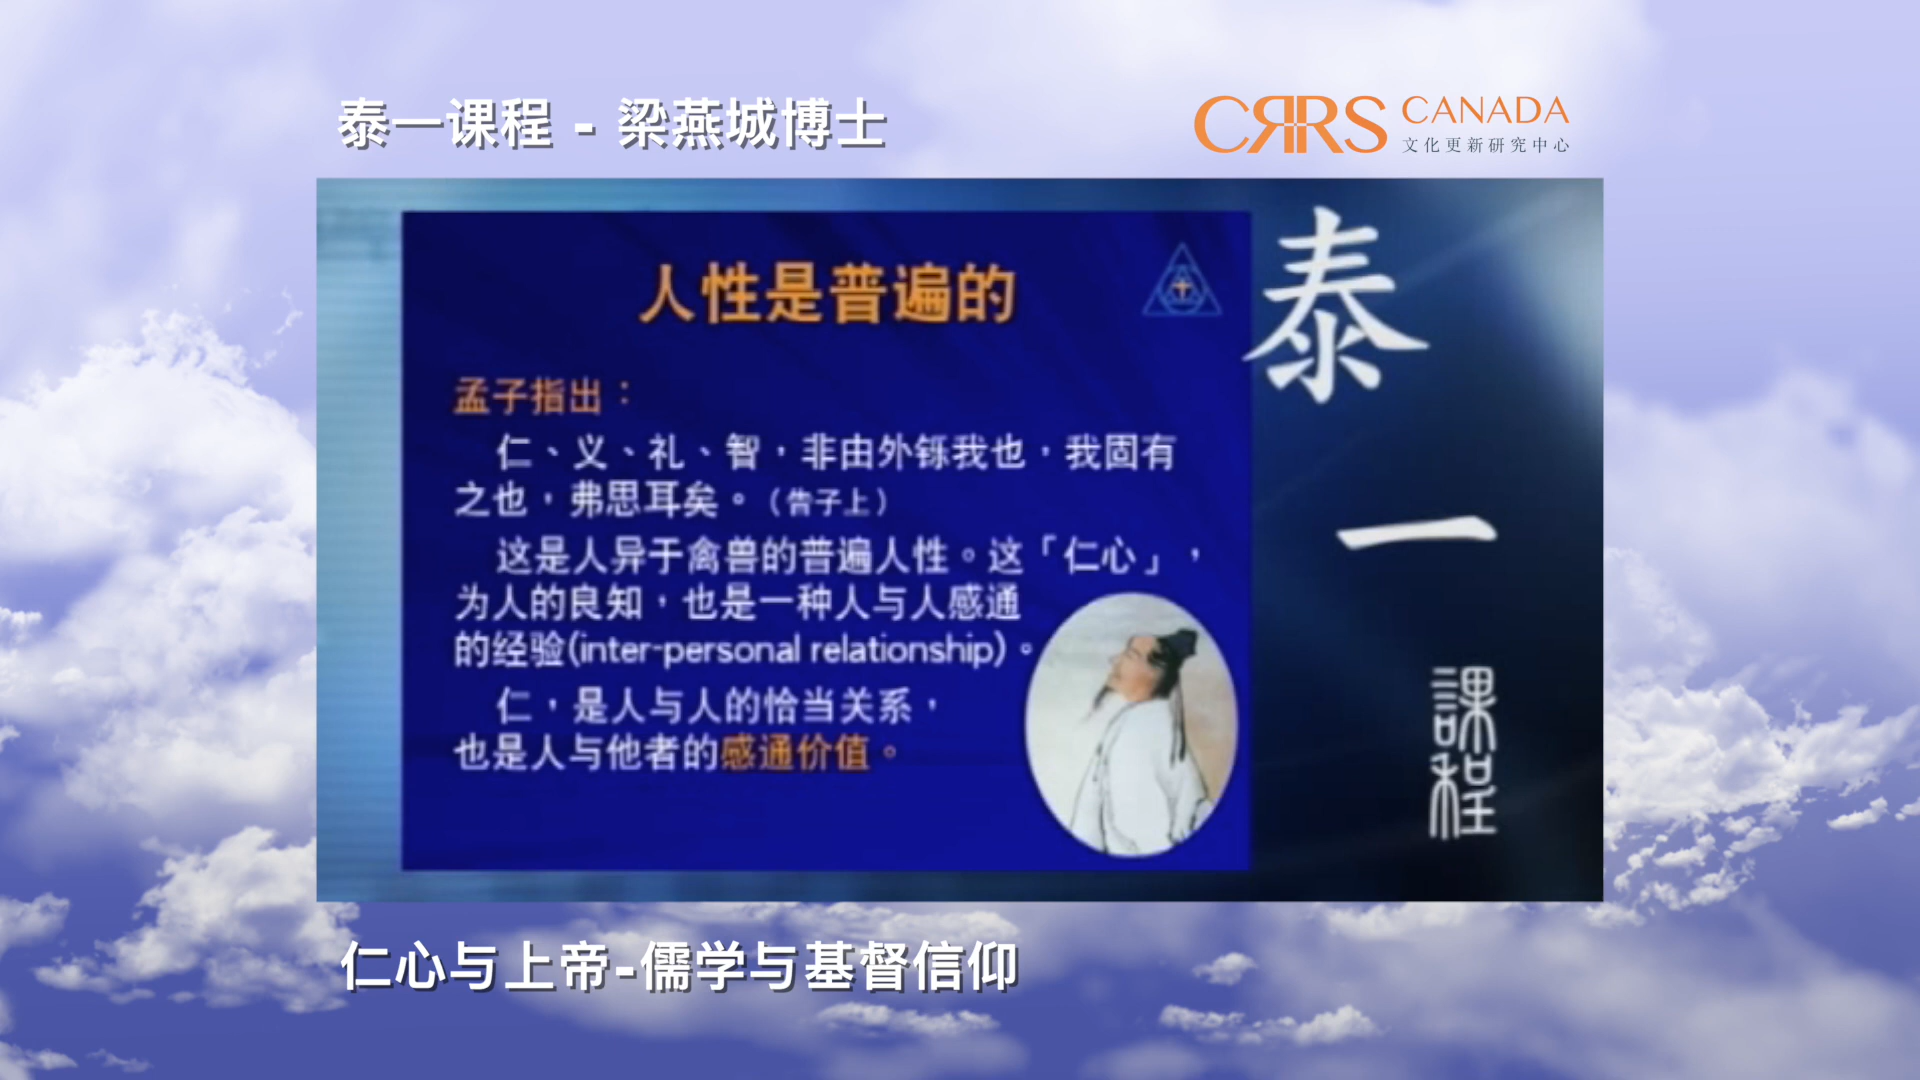 泰一课程 - 梁燕城博士
CRRS CANADA
文化更新研究中心
人性是普遍的
孟子指出：
仁、义、礼、智，非由外铄我也，我固有
之也，弗思耳矣。（告子上）
这是人异于禽兽的普遍人性。这「仁心」，
为人的良知，也是一种人与人感通
的经验(inter-personal relationship)。
仁，是人与人的恰当关系，
也是人与他者的感通价值。
泰
一
課程
仁心与上帝-儒学与基督信仰